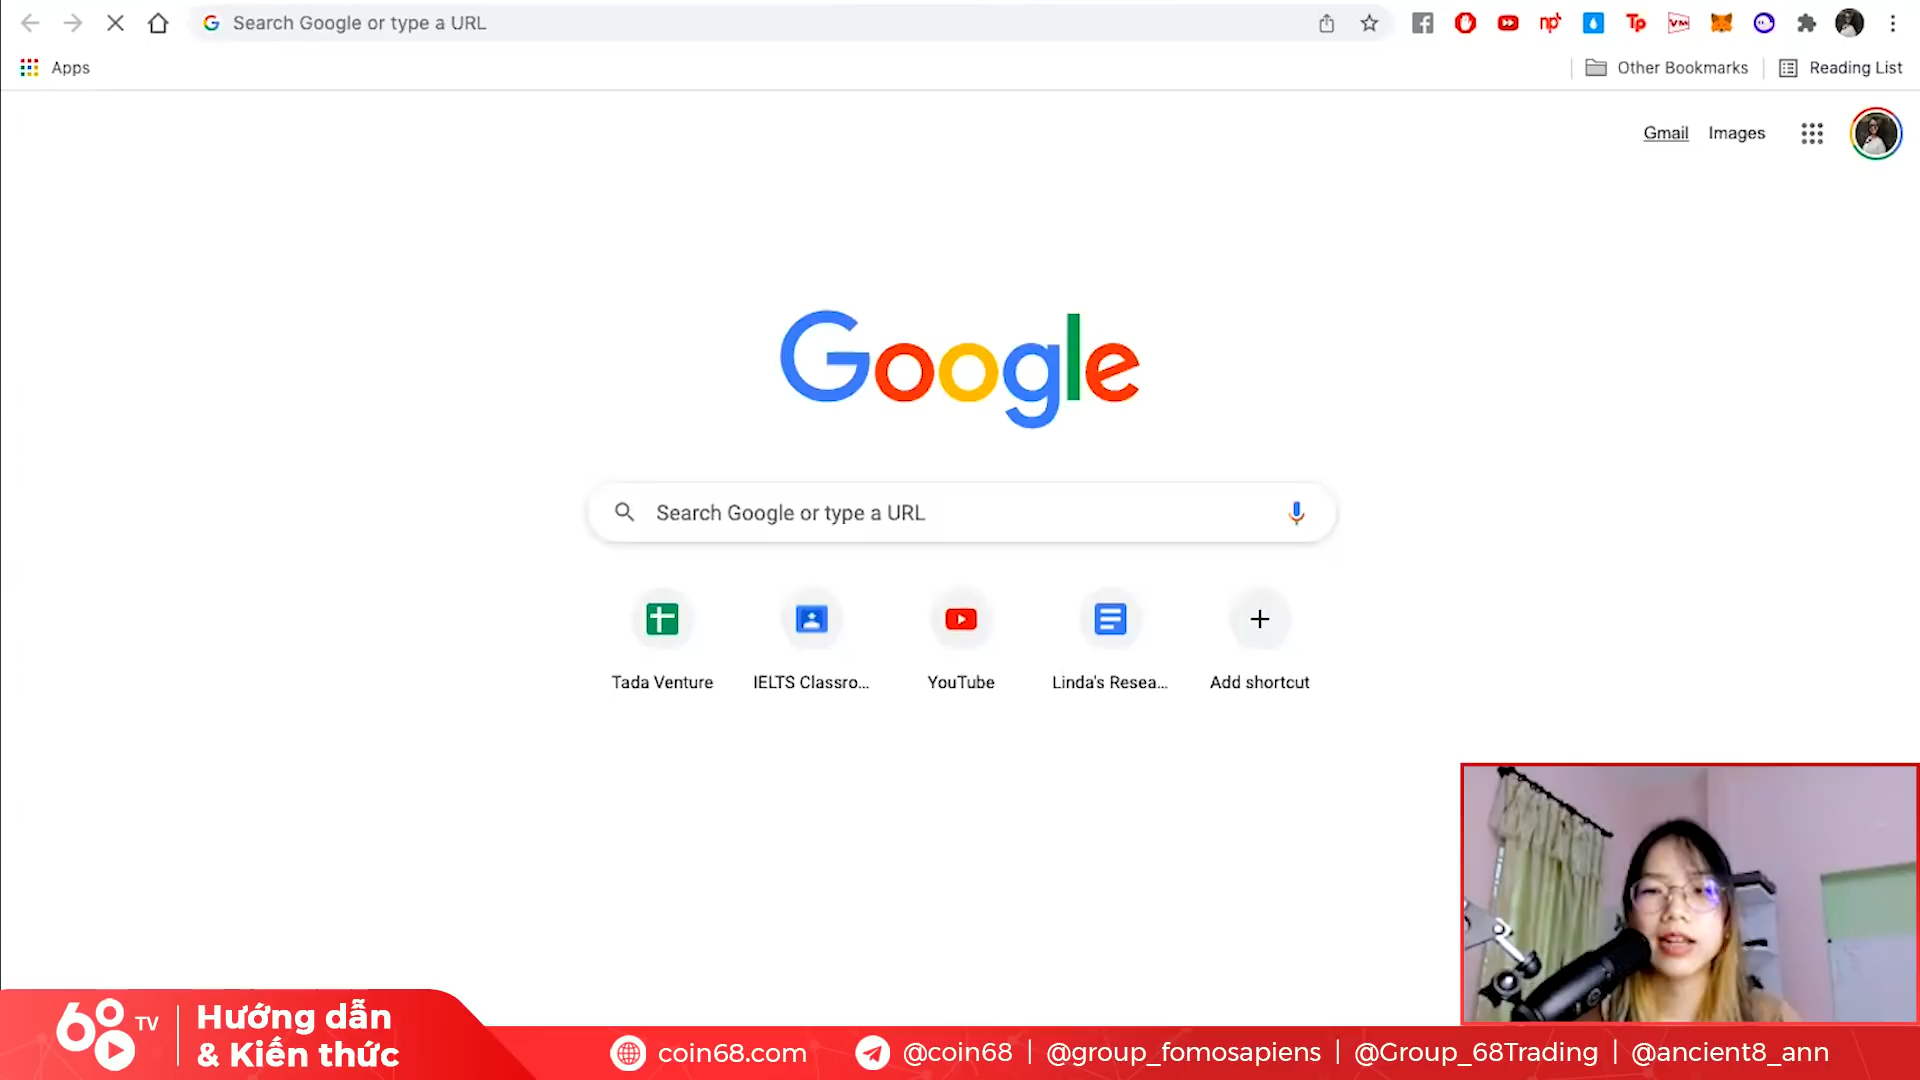 Search Google or type a URL
Apps
Other Bookmarks
Reading List
Gmail
Images
Google
Search Google or type a URL
Tada Venture
IELTS Classro...
YouTube
Linda's Resea...
Add shortcut
68 TV
Hướng dẫn
& Kiến thức
coin68.com
@coin68 | @group_fomosapiens | @Group_68Trading | @ancient8_ann